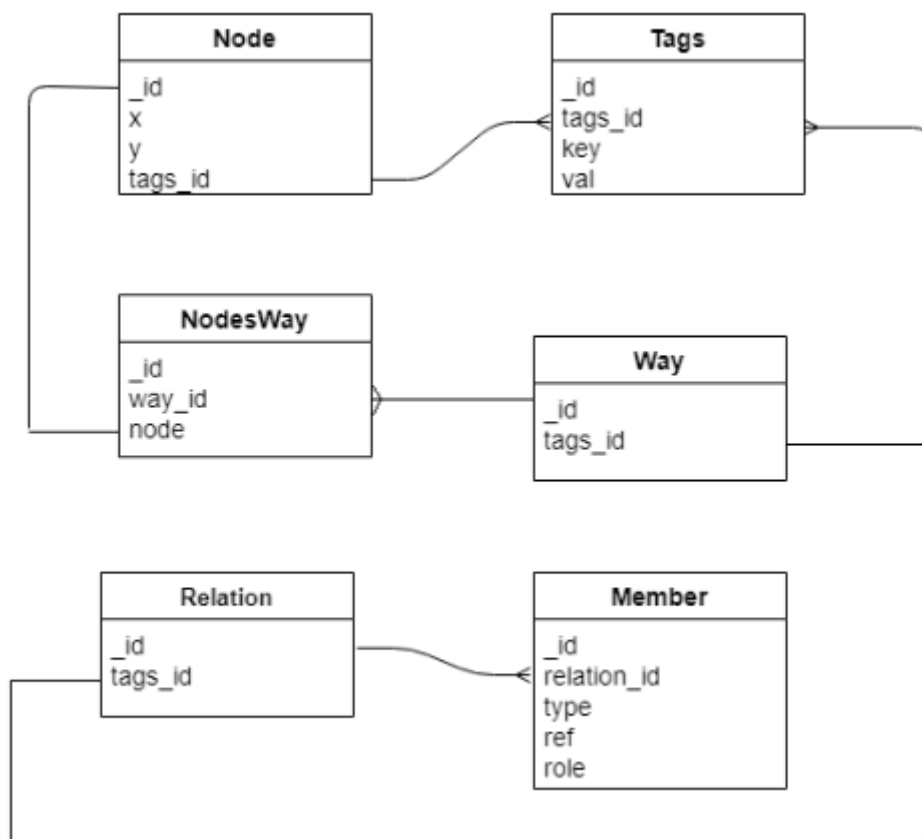 Node
_id
x
y
tags_id
Tags
_id
tags_id
key
val
NodesWay
_id
way_id
node
Way
_id
tags_id
Relation
_id
tags_id
Member
_id
relation_id
type
ref
role